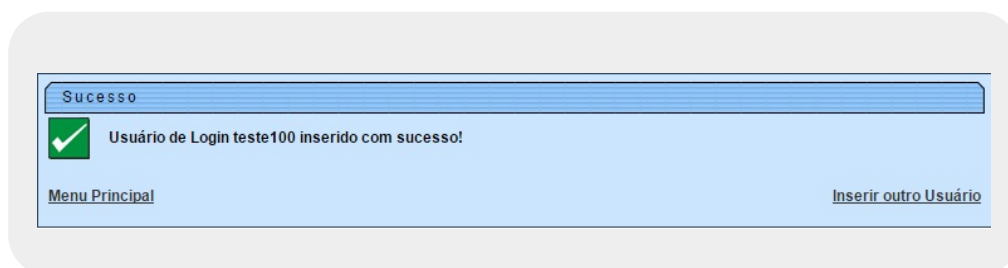 Sucesso
Usuário de Login teste100 inserido com sucesso!
Menu Principal
Inserir outro Usuário